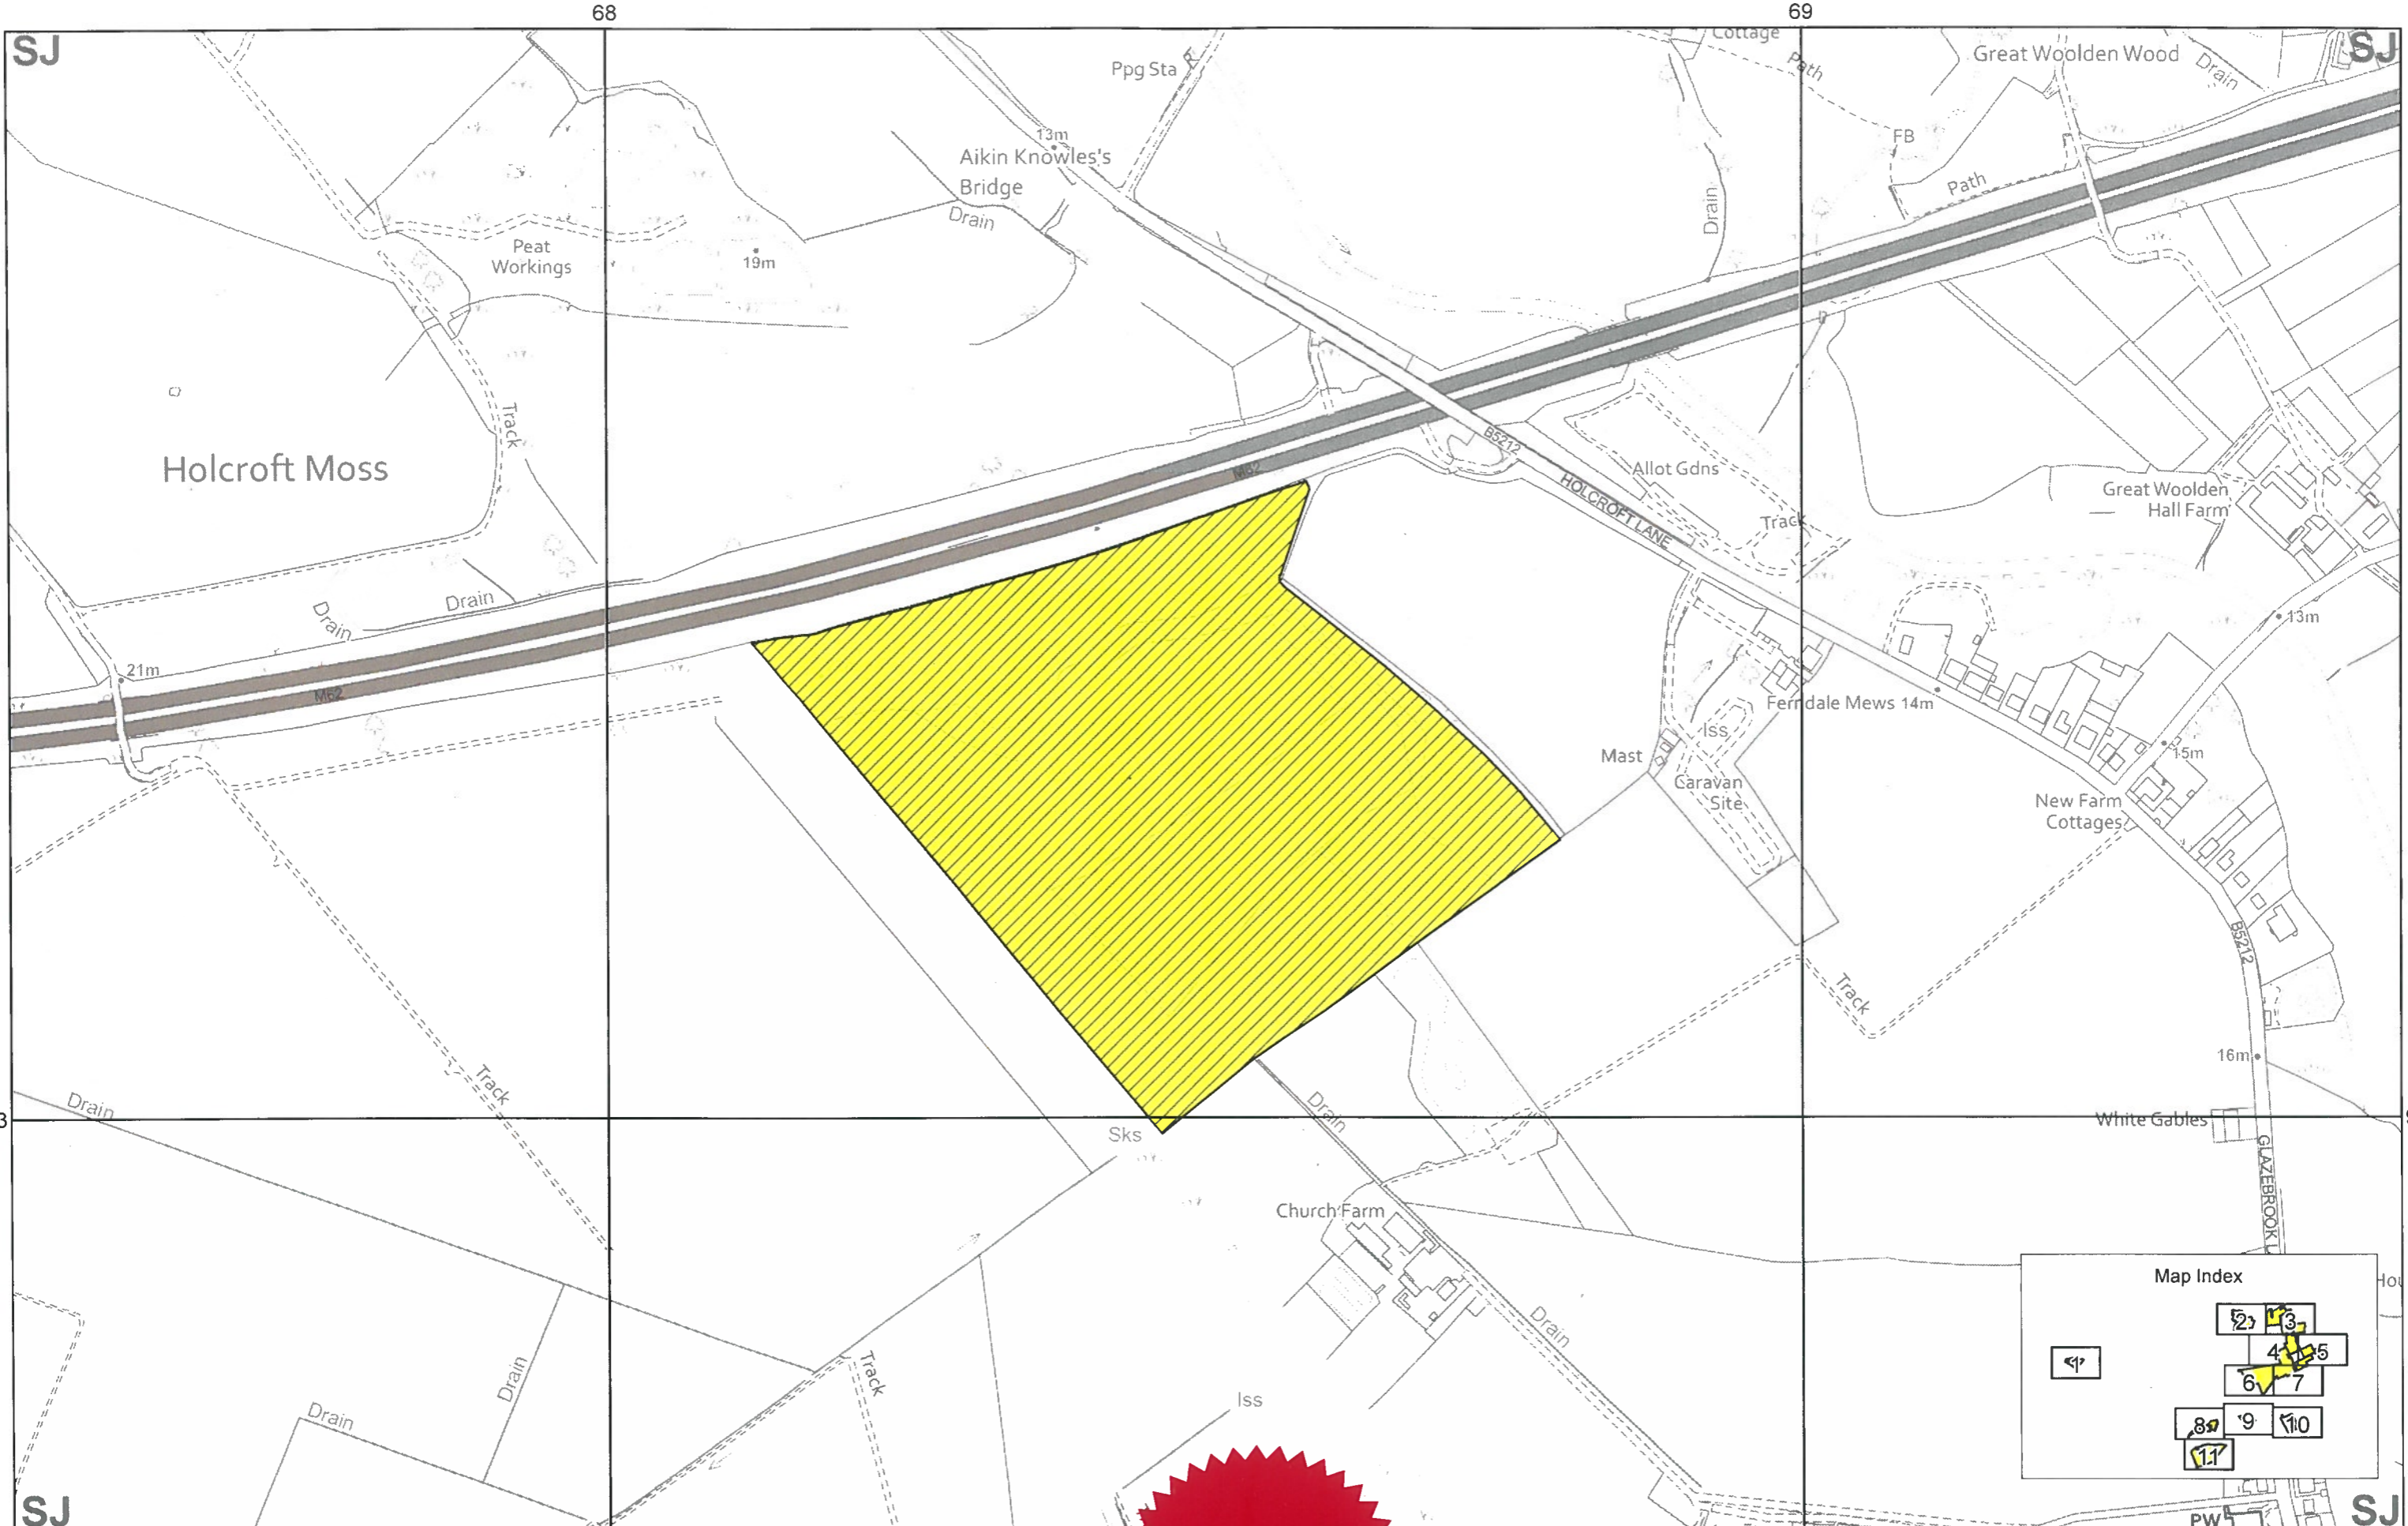 68
69
SJ
SJ
Cottage
Ppg Sta
Path
Great Woolden Wood
Drain
13m
Aikin Knowles's
Bridge
Drain
FB
Path
Drain
Peat
Workings
19m
Track
Holcroft Moss
M62
B5212
HOLCROFT LANE
Allot Gdns
Track
Great Woolden
Hall Farm
Drain
Drain
13m
21m
M62
Ferndale Mews
14m
Iss
Mast
Caravan
Site
15m
New Farm
Cottages
B5212
Track
Track
16m
Drain
Drain
3
Sks
White Gables
GLAZEBROOK L
Church Farm
Map Index
Hou
2
3
4
5
1
6
7
8
9
10
11
Drain
Track
Drain
Drain
Iss
SJ
PW
SJ